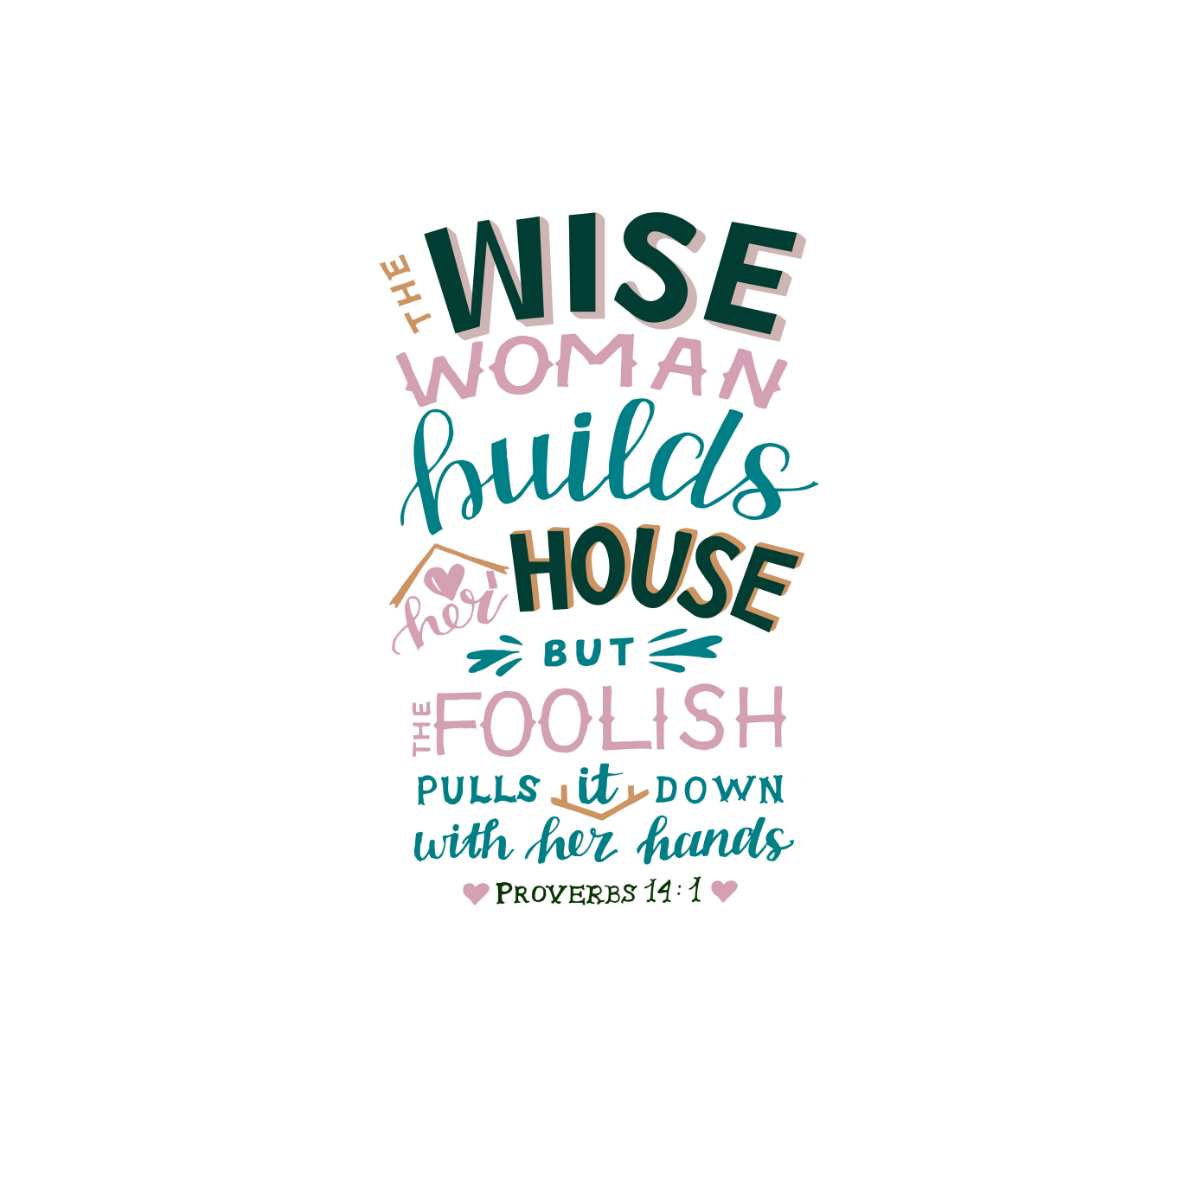 THE WISE
WOMAN
builds
her HOUSE
BUT
THE FOOLISH
PULLS it DOWN
with her hands
PROVERBS 14:1